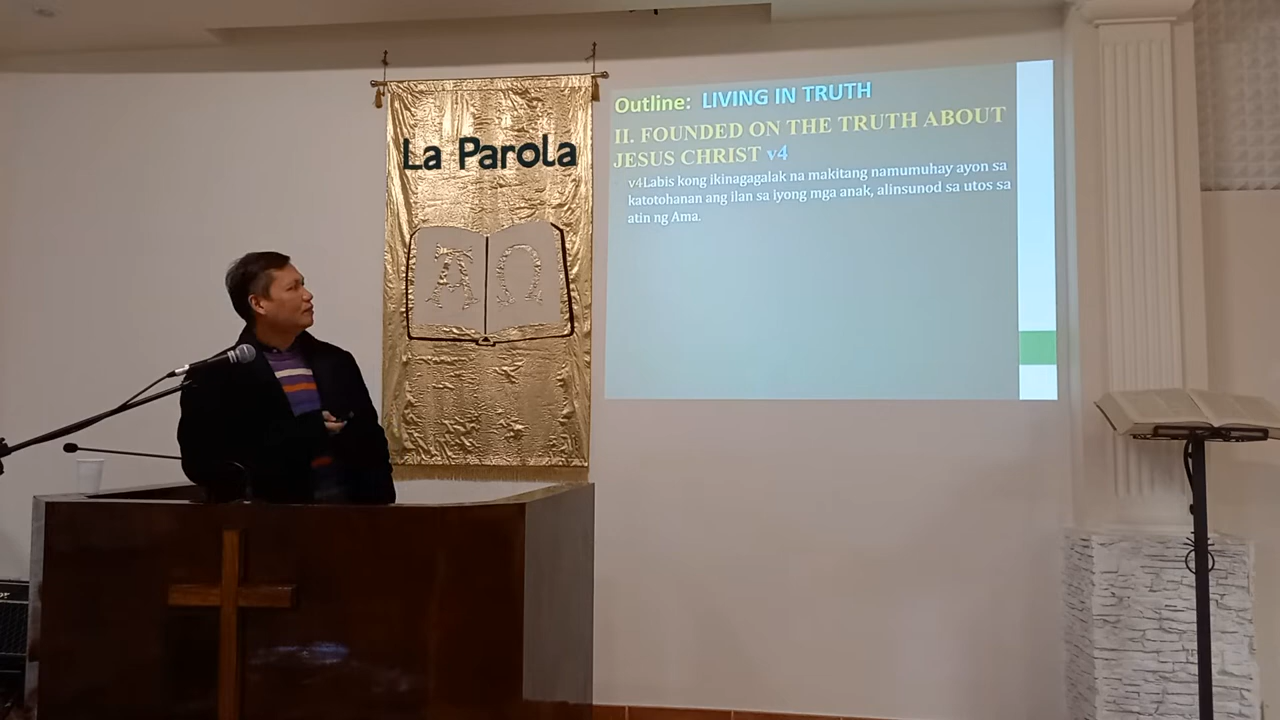 La Parola
Α Ω
Outline: LIVING IN TRUTH
II. FOUNDED ON THE TRUTH ABOUT
JESUS CHRIST v4
v4Labis kong ikinagagalak na makitang namumuhay ayon sa
katotohanan ang ilan sa iyong mga anak, alinsunod sa utos sa
atin ng Ama.